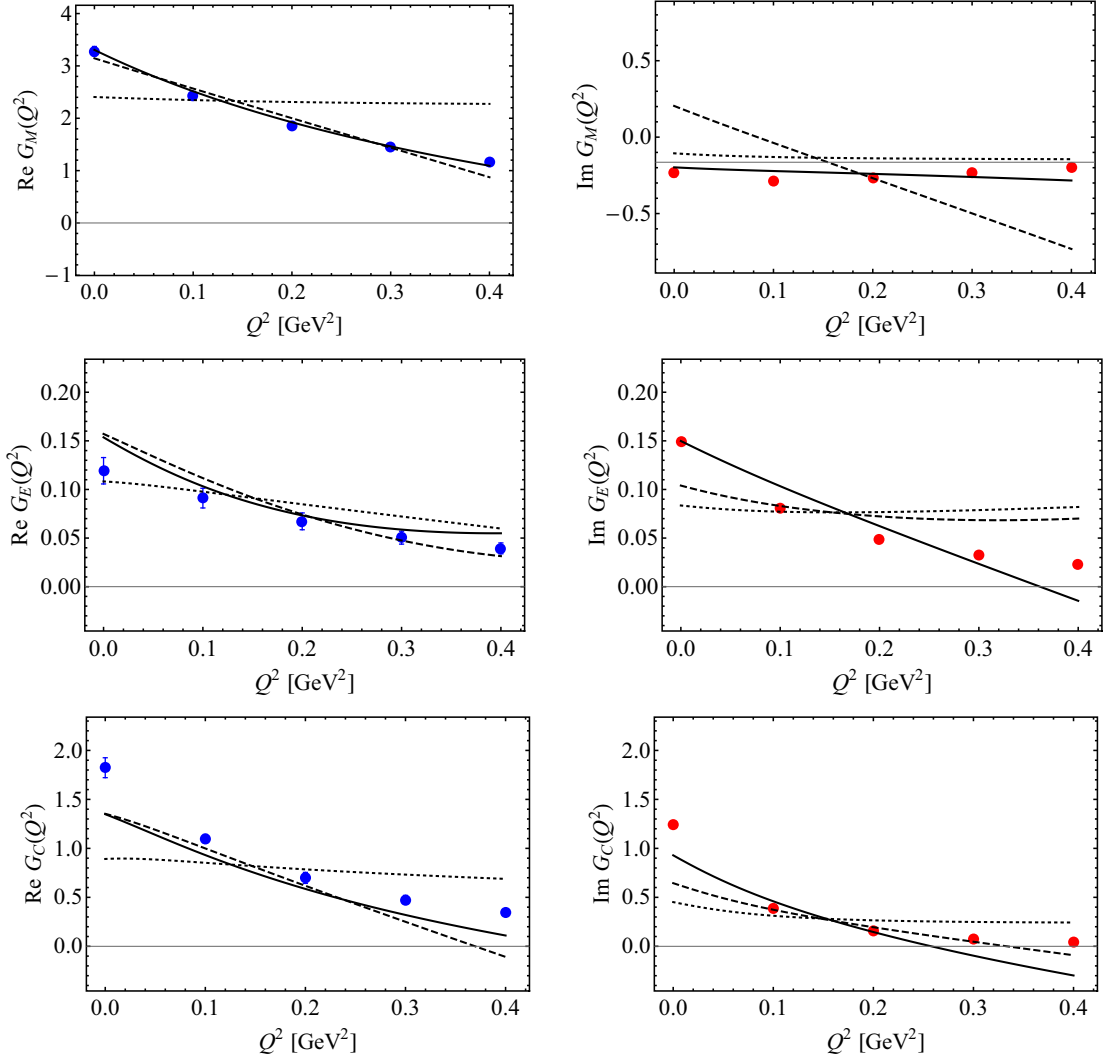 4
3
2
1
0
−1
0.0 0.1 0.2 0.3 0.4
Re G_M(Q^2)
Q^2 [GeV^2]
0.5
0.0
−0.5
0.0 0.1 0.2 0.3 0.4
Im G_M(Q^2)
Q^2 [GeV^2]
0.20
0.15
0.10
0.05
0.00
0.0 0.1 0.2 0.3 0.4
Re G_E(Q^2)
Q^2 [GeV^2]
0.20
0.15
0.10
0.05
0.00
0.0 0.1 0.2 0.3 0.4
Im G_E(Q^2)
Q^2 [GeV^2]
2.0
1.5
1.0
0.5
0.0
0.0 0.1 0.2 0.3 0.4
Re G_C(Q^2)
Q^2 [GeV^2]
2.0
1.5
1.0
0.5
0.0
0.0 0.1 0.2 0.3 0.4
Im G_C(Q^2)
Q^2 [GeV^2]